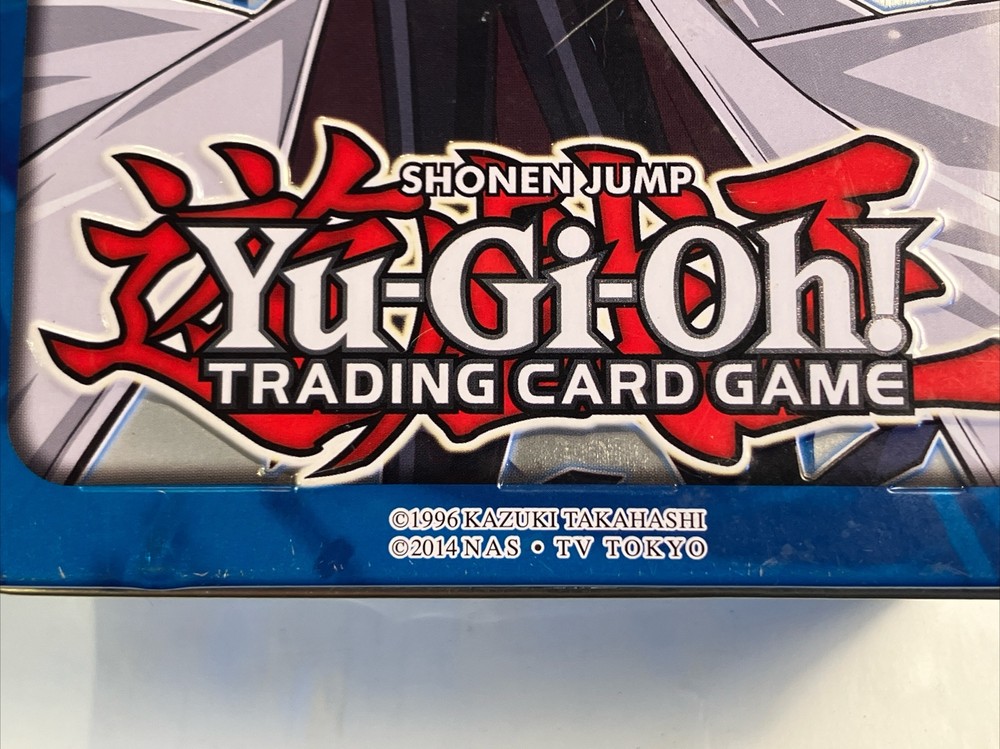 SHONEN JUMP
Yu-Gi-Oh!
TRADING CARD GAME
©1996 KAZUKI TAKAHASHI
©2014 NAS • TV TOKYO